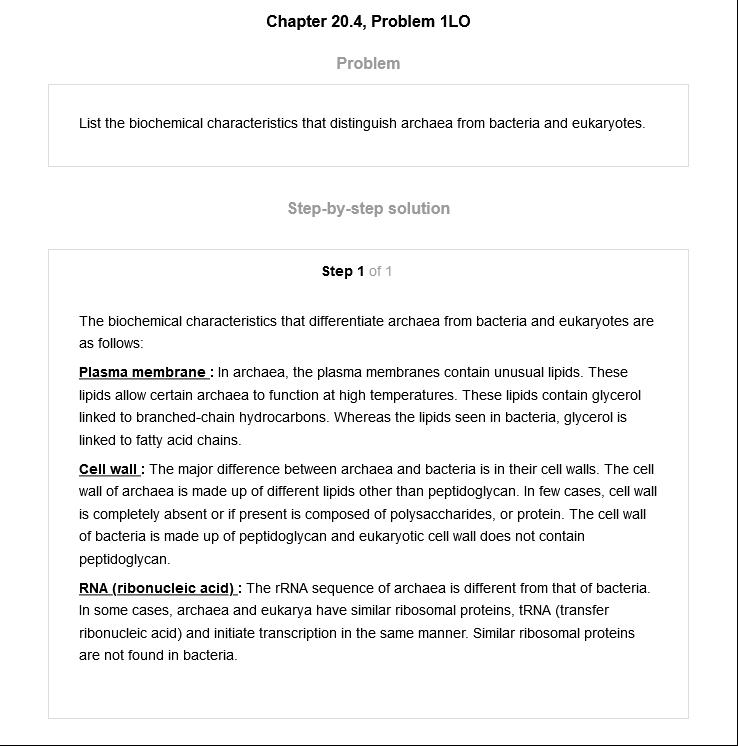 Chapter 20.4, Problem 1LO
Problem
List the biochemical characteristics that distinguish archaea from bacteria and eukaryotes.
Step-by-step solution
Step 1 of 1
The biochemical characteristics that differentiate archaea from bacteria and eukaryotes are
as follows:
Plasma membrane : In archaea, the plasma membranes contain unusual lipids. These
lipids allow certain archaea to function at high temperatures. These lipids contain glycerol
linked to branched-chain hydrocarbons. Whereas the lipids seen in bacteria, glycerol is
linked to fatty acid chains.
Cell wall : The major difference between archaea and bacteria is in their cell walls. The cell
wall of archaea is made up of different lipids other than peptidoglycan. In few cases, cell wall
is completely absent or if present is composed of polysaccharides, or protein. The cell wall
of bacteria is made up of peptidoglycan and eukaryotic cell wall does not contain
peptidoglycan.
RNA (ribonucleic acid) : The rRNA sequence of archaea is different from that of bacteria.
In some cases, archaea and eukarya have similar ribosomal proteins, tRNA (transfer
ribonucleic acid) and initiate transcription in the same manner. Similar ribosomal proteins
are not found in bacteria.